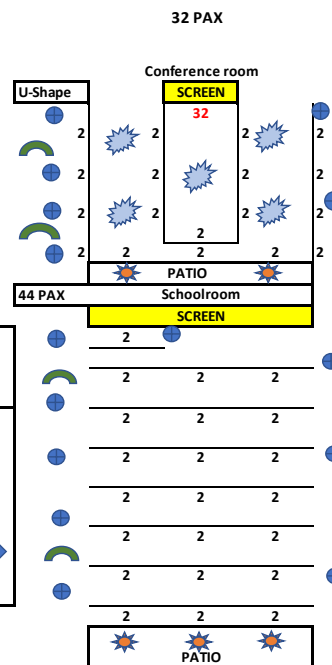 32 PAX
Conference room
U-Shape SCREEN
32
2 2 2 2
2 2 2 2
2 2 2 2
2
2 2 2 2 2
PATIO
44 PAX Schoolroom
SCREEN
2
2 2 2
2 2 2
2 2 2
2 2 2
2 2 2
2 2 2
2 2 2
PATIO